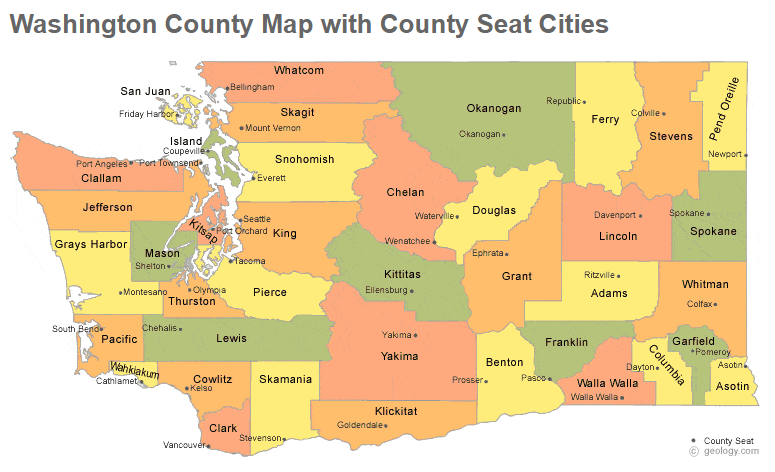 Washington County Map with County Seat Cities
Whatcom
Bellingham
San Juan
Friday Harbor
Skagit
Mount Vernon
Okanogan
Okanogan
Republic
Ferry
Colville
Stevens
Pend Oreille
Newport
Island
Coupeville
Port Angeles
Port Townsend
Clallam
Snohomish
Everett
Chelan
Waterville
Douglas
Wenatchee
Davenport
Lincoln
Spokane
Spokane
Jefferson
Kitsap
Seattle
Port Orchard
King
Grays Harbor
Mason
Shelton
Tacoma
Ephrata
Grant
Kittitas
Ellensburg
Ritzville
Adams
Whitman
Colfax
Montesano
Olympia
Thurston
Pierce
South Bend
Pacific
Chehalis
Lewis
Yakima
Yakima
Benton
Prosser
Franklin
Pasco
Walla Walla
Walla Walla
Dayton
Columbia
Garfield
Pomeroy
Asotin
Asotin
Wahkiakum
Cathlamet
Cowlitz
Kelso
Skamania
Stevenson
Clark
Vancouver
Klickitat
Goldendale
County Seat
© geology.com